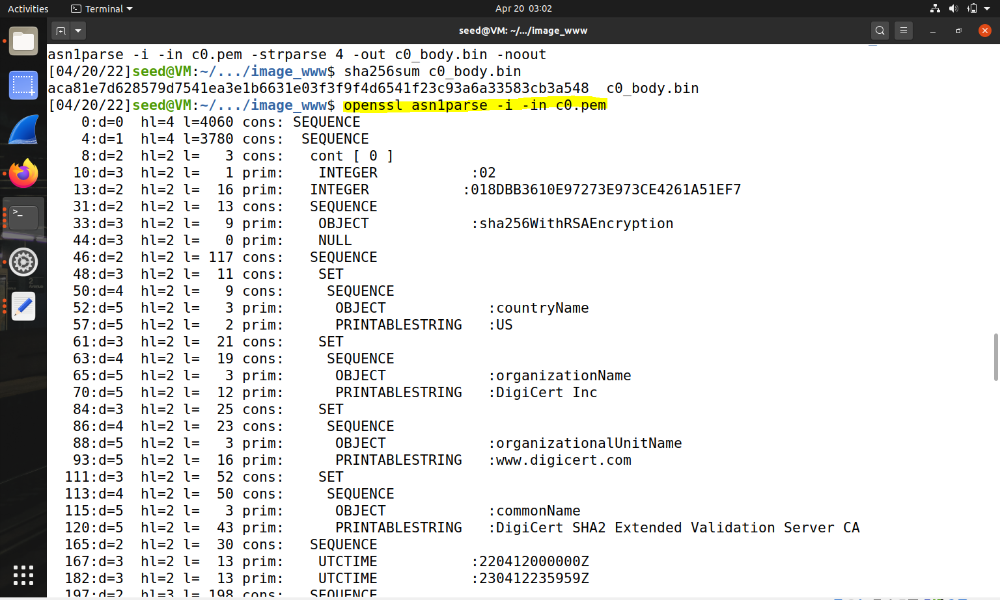 Activities Terminal Apr 20 03:02
seed@VM: ~/.../image_www
asn1parse -i -in c0.pem -strparse 4 -out c0_body.bin -noout
[04/20/22]seed@VM:~/.../image_www$ sha256sum c0_body.bin
aca81e7d628579d7541ea3e1b6631e03f3f9f4d6541f23c93a6a33583cb3a548  c0_body.bin
[04/20/22]seed@VM:~/.../image_www$ openssl asn1parse -i -in c0.pem
    0:d=0  hl=4 l=4060 cons: SEQUENCE
    4:d=1  hl=4 l=3780 cons:  SEQUENCE
    8:d=2  hl=2 l=   3 cons:   cont [ 0 ]
   10:d=3  hl=2 l=   1 prim:    INTEGER           :02
   13:d=2  hl=2 l=  16 prim:   INTEGER           :018DBB3610E97273E973CE4261A51EF7
   31:d=2  hl=2 l=  13 cons:   SEQUENCE
   33:d=3  hl=2 l=   9 prim:    OBJECT            :sha256WithRSAEncryption
   44:d=3  hl=2 l=   0 prim:    NULL
   46:d=2  hl=2 l= 117 cons:   SEQUENCE
   48:d=3  hl=2 l=  11 cons:    SET
   50:d=4  hl=2 l=   9 cons:     SEQUENCE
   52:d=5  hl=2 l=   3 prim:      OBJECT            :countryName
   57:d=5  hl=2 l=   2 prim:      PRINTABLESTRING   :US
   61:d=3  hl=2 l=  21 cons:    SET
   63:d=4  hl=2 l=  19 cons:     SEQUENCE
   65:d=5  hl=2 l=   3 prim:      OBJECT            :organizationName
   70:d=5  hl=2 l=  12 prim:      PRINTABLESTRING   :DigiCert Inc
   84:d=3  hl=2 l=  25 cons:    SET
   86:d=4  hl=2 l=  23 cons:     SEQUENCE
   88:d=5  hl=2 l=   3 prim:      OBJECT            :organizationalUnitName
   93:d=5  hl=2 l=  16 prim:      PRINTABLESTRING   :www.digicert.com
  111:d=3  hl=2 l=  52 cons:    SET
  113:d=4  hl=2 l=  50 cons:     SEQUENCE
  115:d=5  hl=2 l=   3 prim:      OBJECT            :commonName
  120:d=5  hl=2 l=  43 prim:      PRINTABLESTRING   :DigiCert SHA2 Extended Validation Server CA
  165:d=2  hl=2 l=  30 cons:   SEQUENCE
  167:d=3  hl=2 l=  13 prim:    UTCTIME           :220412000000Z
  182:d=3  hl=2 l=  13 prim:    UTCTIME           :230412235959Z
  197:d=2  hl=3 l= 198 cons:   SEQUENCE